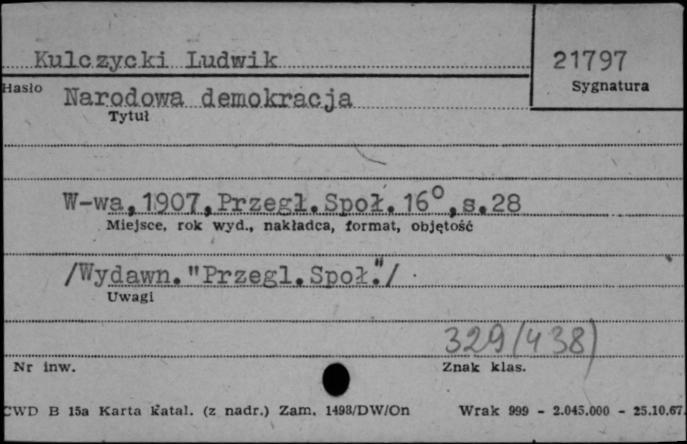 Kulczycki Ludwik
21797
Hasło
Sygnatura
Narodowa demokracja
Tytuł
W-wa,1907,Przegł.Społ.16°,s.28
Miejsce, rok wyd., nakładca, format, objętość
/Wydawn."Przegl.Społ."/
Uwagi
329(438)
Nr inw.
Znak klas.
CWD B 15a Karta katal. (z nadr.) Zam. 1493/DW/On
Wrak 999 - 2.045.000 - 25.10.67.